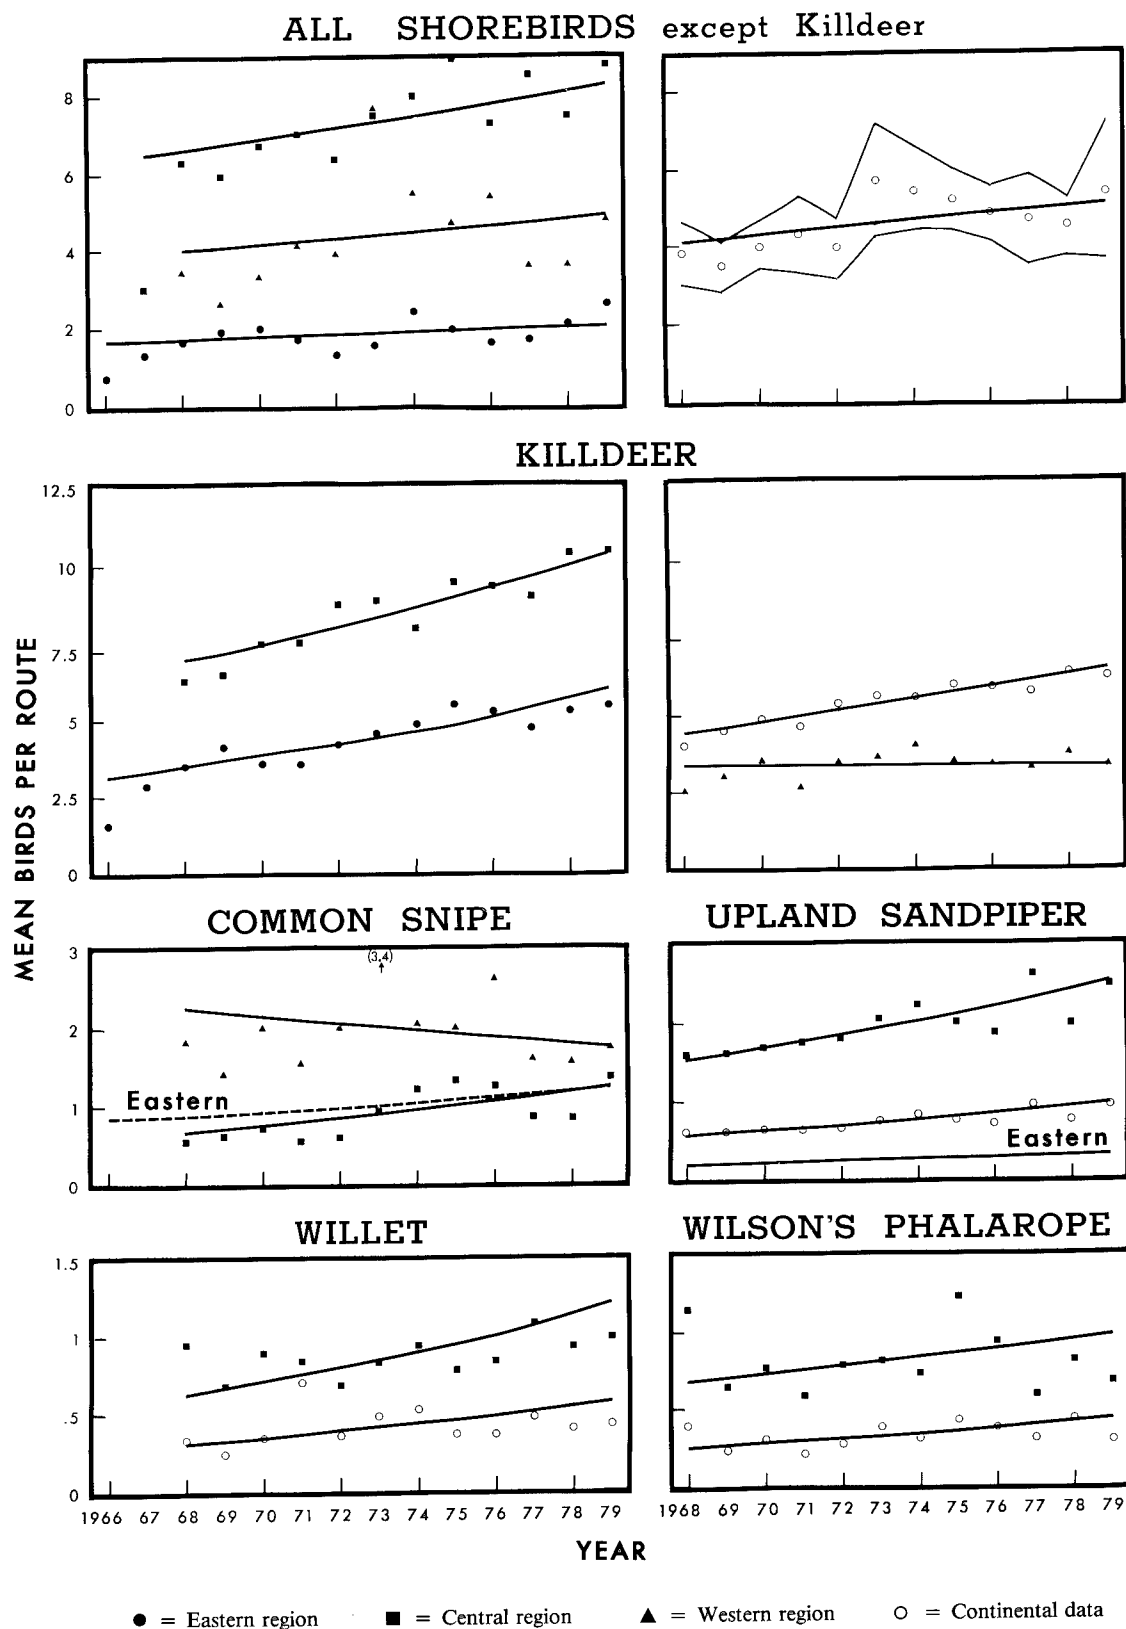 ALL SHOREBIRDS except Killdeer
8
6
4
2
0
KILLDEER
12.5
10
7.5
5
2.5
0
MEAN BIRDS PER ROUTE
COMMON SNIPE
UPLAND SANDPIPER
3
(3.4)
2
1
0
Eastern
Eastern
WILLET
WILSON'S PHALAROPE
1.5
1
.5
0
1966 67 68 69 70 71 72 73 74 75 76 77 78 79
1968 69 70 71 72 73 74 75 76 77 78 79
YEAR
● = Eastern region ■ = Central region ▲ = Western region ○ = Continental data